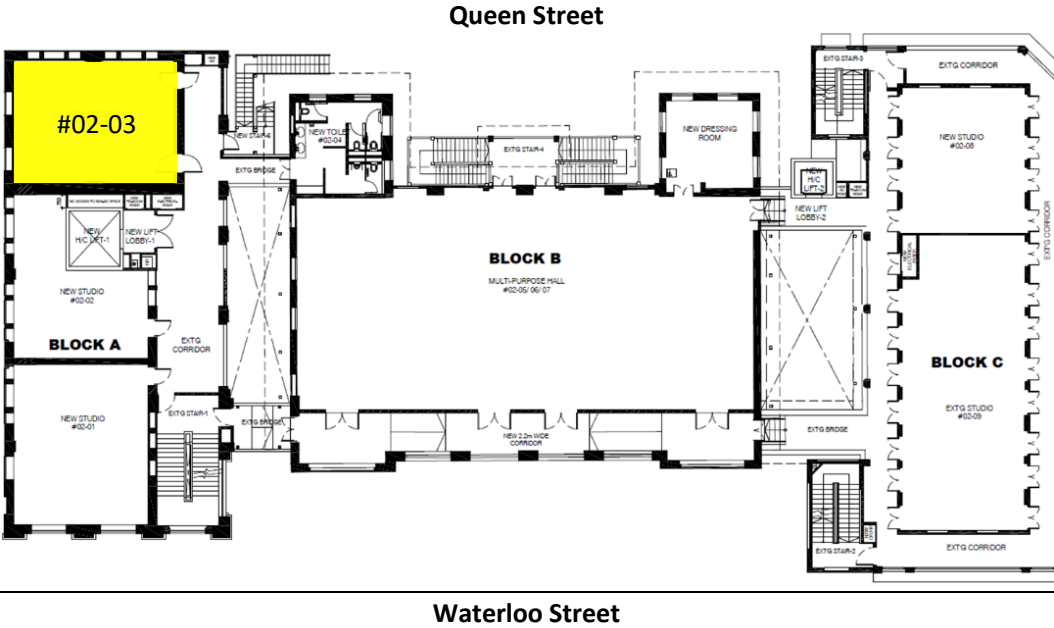 Queen Street
#02-03
EXTG STAIR-3
EXTG CORRIDOR
NEW STAIR-5
NEW TOILET
#02-04
EXTG STAIR-4
NEW DRESSING
ROOM
NEW STUDIO
#02-08
EXTG BRIDGE
NEW
H/C
LIFT-2
NEW LIFT
LOBBY-2
EXTG CORRIDOR
NEW
H/C LIFT-1
NEW LIFT
LOBBY-1
BLOCK B
MULTI-PURPOSE HALL
#02-05/ 06/ 07
NEW STUDIO
#02-02
BLOCK A
EXTG
CORRIDOR
BLOCK C
EXTG STUDIO
#02-09
NEW STUDIO
#02-01
EXTG STAIR-1
EXTG BRIDGE
NEW 2.2m WIDE
CORRIDOR
EXTG BRIDGE
EXTG STAIR-2
EXTG CORRIDOR
Waterloo Street